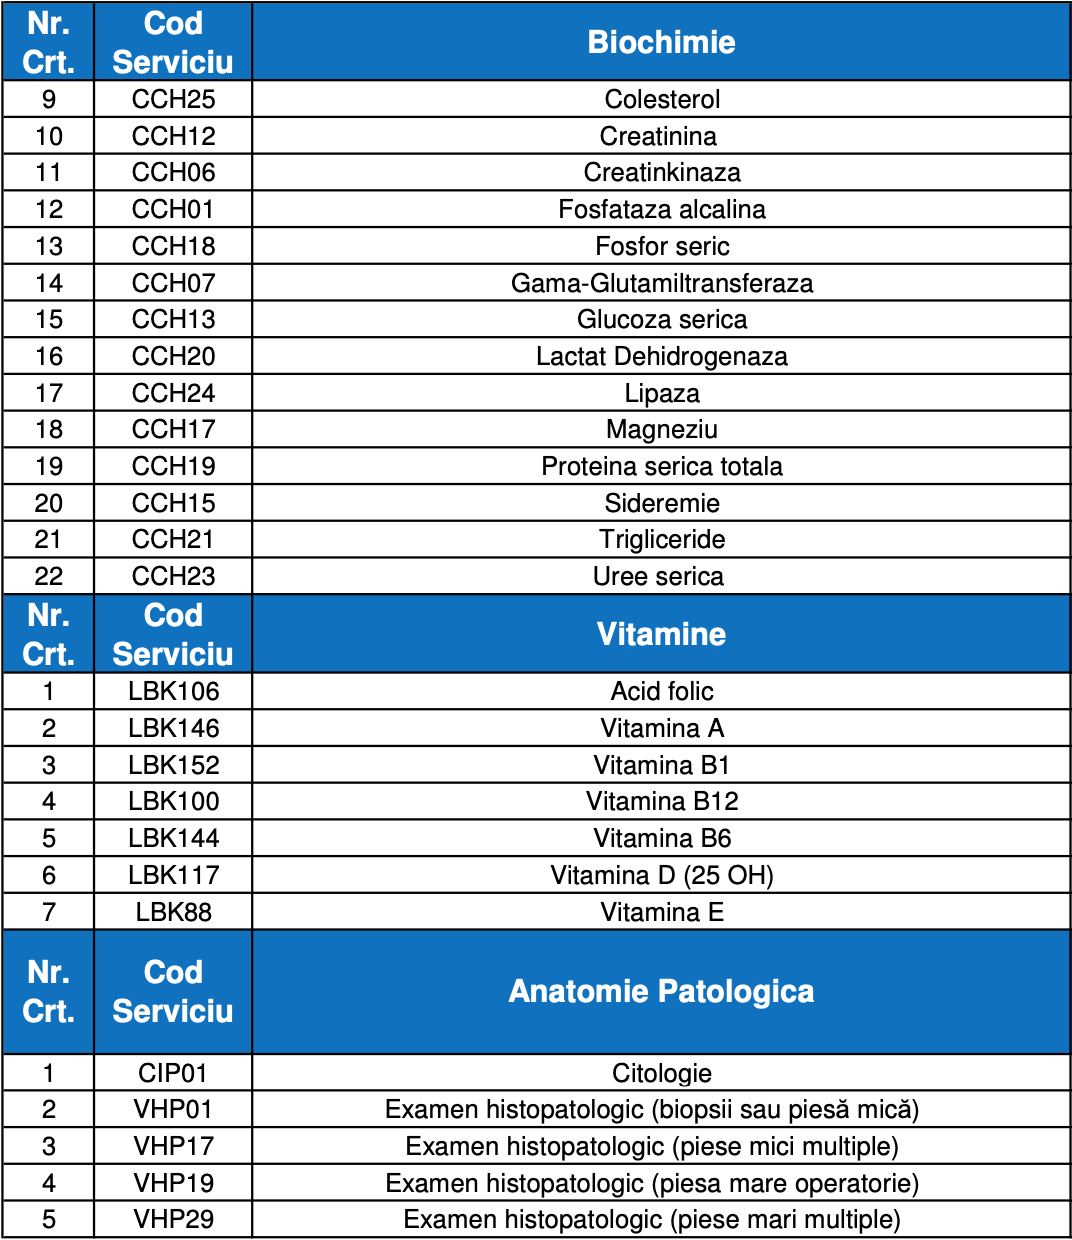 Nr. Crt. Cod Serviciu Biochimie
9 CCH25 Colesterol
10 CCH12 Creatinina
11 CCH06 Creatinkinaza
12 CCH01 Fosfataza alcalina
13 CCH18 Fosfor seric
14 CCH07 Gama-Glutamiltransferaza
15 CCH13 Glucoza serica
16 CCH20 Lactat Dehidrogenaza
17 CCH24 Lipaza
18 CCH17 Magneziu
19 CCH19 Proteina serica totala
20 CCH15 Sideremie
21 CCH21 Trigliceride
22 CCH23 Uree serica
Nr. Crt. Cod Serviciu Vitamine
1 LBK106 Acid folic
2 LBK146 Vitamina A
3 LBK152 Vitamina B1
4 LBK100 Vitamina B12
5 LBK144 Vitamina B6
6 LBK117 Vitamina D (25 OH)
7 LBK88 Vitamina E
Nr. Crt. Cod Serviciu Anatomie Patologica
1 CIP01 Citologie
2 VHP01 Examen histopatologic (biopsii sau piesă mică)
3 VHP17 Examen histopatologic (piese mici multiple)
4 VHP19 Examen histopatologic (piesa mare operatorie)
5 VHP29 Examen histopatologic (piese mari multiple)